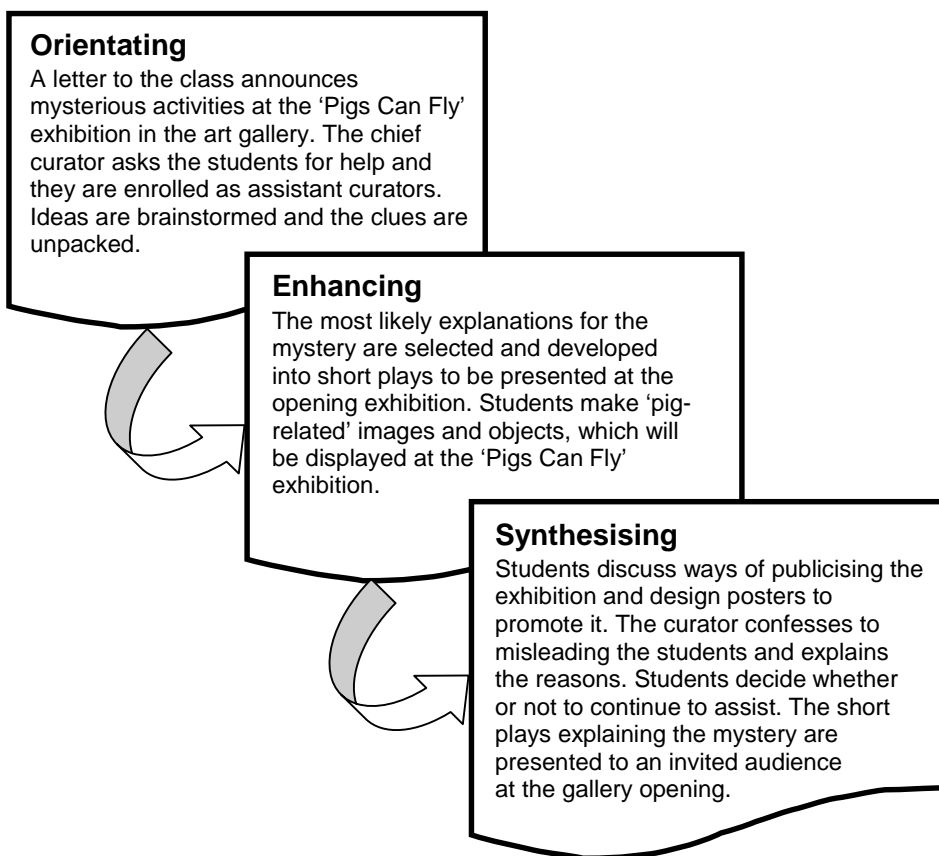 Orientating
A letter to the class announces
mysterious activities at the ‘Pigs Can Fly’
exhibition in the art gallery. The chief
curator asks the students for help and
they are enrolled as assistant curators.
Ideas are brainstormed and the clues are
unpacked.
Enhancing
The most likely explanations for the
mystery are selected and developed
into short plays to be presented at the
opening exhibition. Students make ‘pig-
related’ images and objects, which will
be displayed at the ‘Pigs Can Fly’
exhibition.
Synthesising
Students discuss ways of publicising the
exhibition and design posters to
promote it. The curator confesses to
misleading the students and explains
the reasons. Students decide whether
or not to continue to assist. The short
plays explaining the mystery are
presented to an invited audience
at the gallery opening.